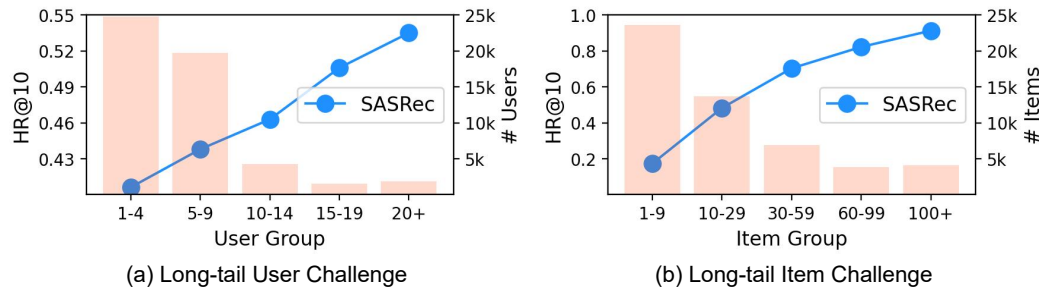 0.55
0.52
0.49
0.46
0.43
HR@10
25k
20k
15k
10k
5k
# Users
SASRec
1-4 5-9 10-14 15-19 20+
User Group
(a) Long-tail User Challenge
1.0
0.8
0.6
0.4
0.2
HR@10
25k
20k
15k
10k
5k
# Items
SASRec
1-9 10-29 30-59 60-99 100+
Item Group
(b) Long-tail Item Challenge